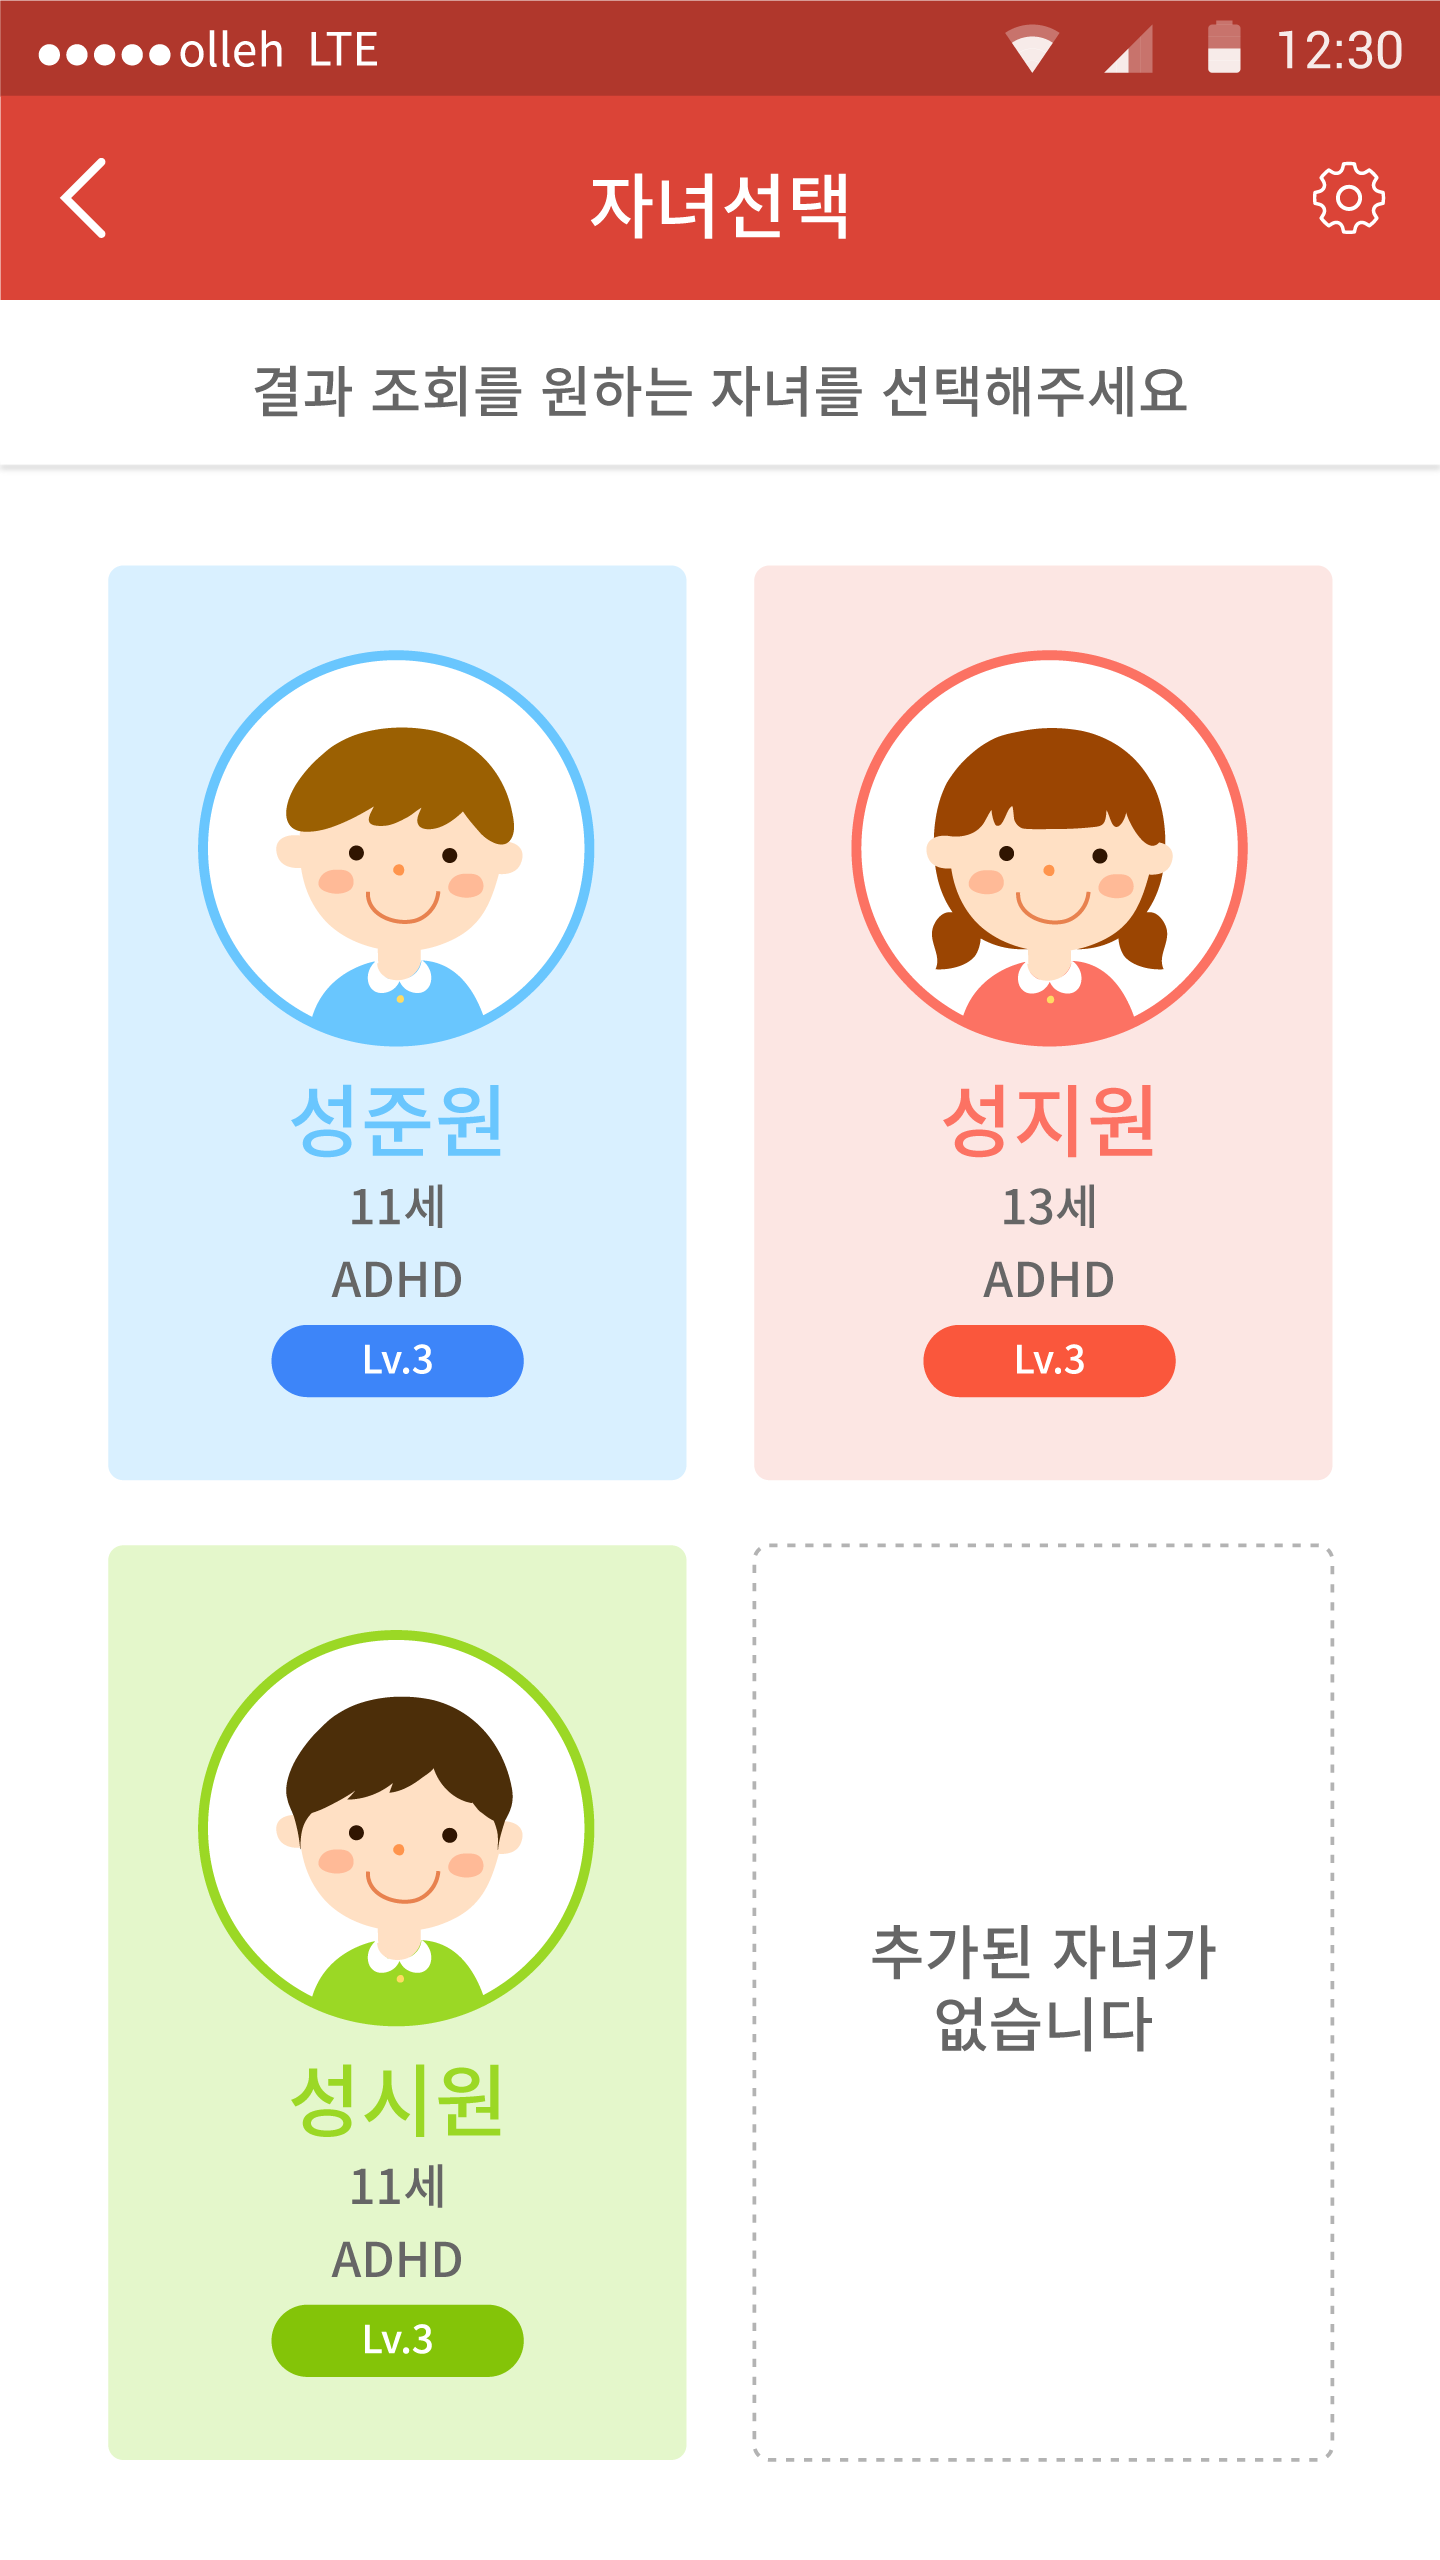 ●●●●●olleh LTE 12:30
자녀선택
결과 조회를 원하는 자녀를 선택해주세요
성준원
11세
ADHD
Lv.3
성지원
13세
ADHD
Lv.3
성시원
11세
ADHD
Lv.3
추가된 자녀가
없습니다